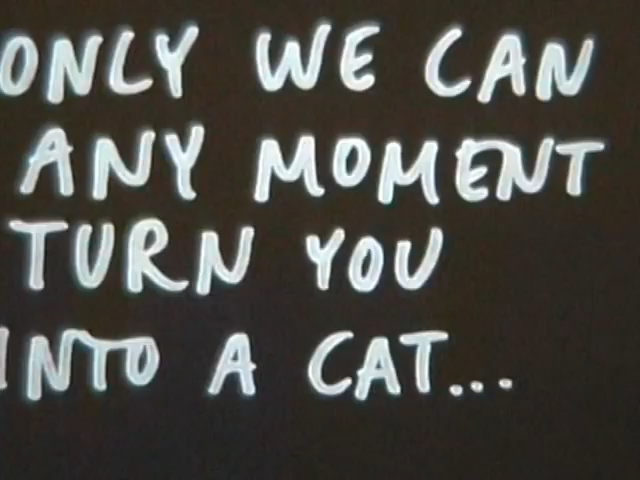 ONLY WE CAN
ANY MOMENT
TURN YOU
INTO A CAT...